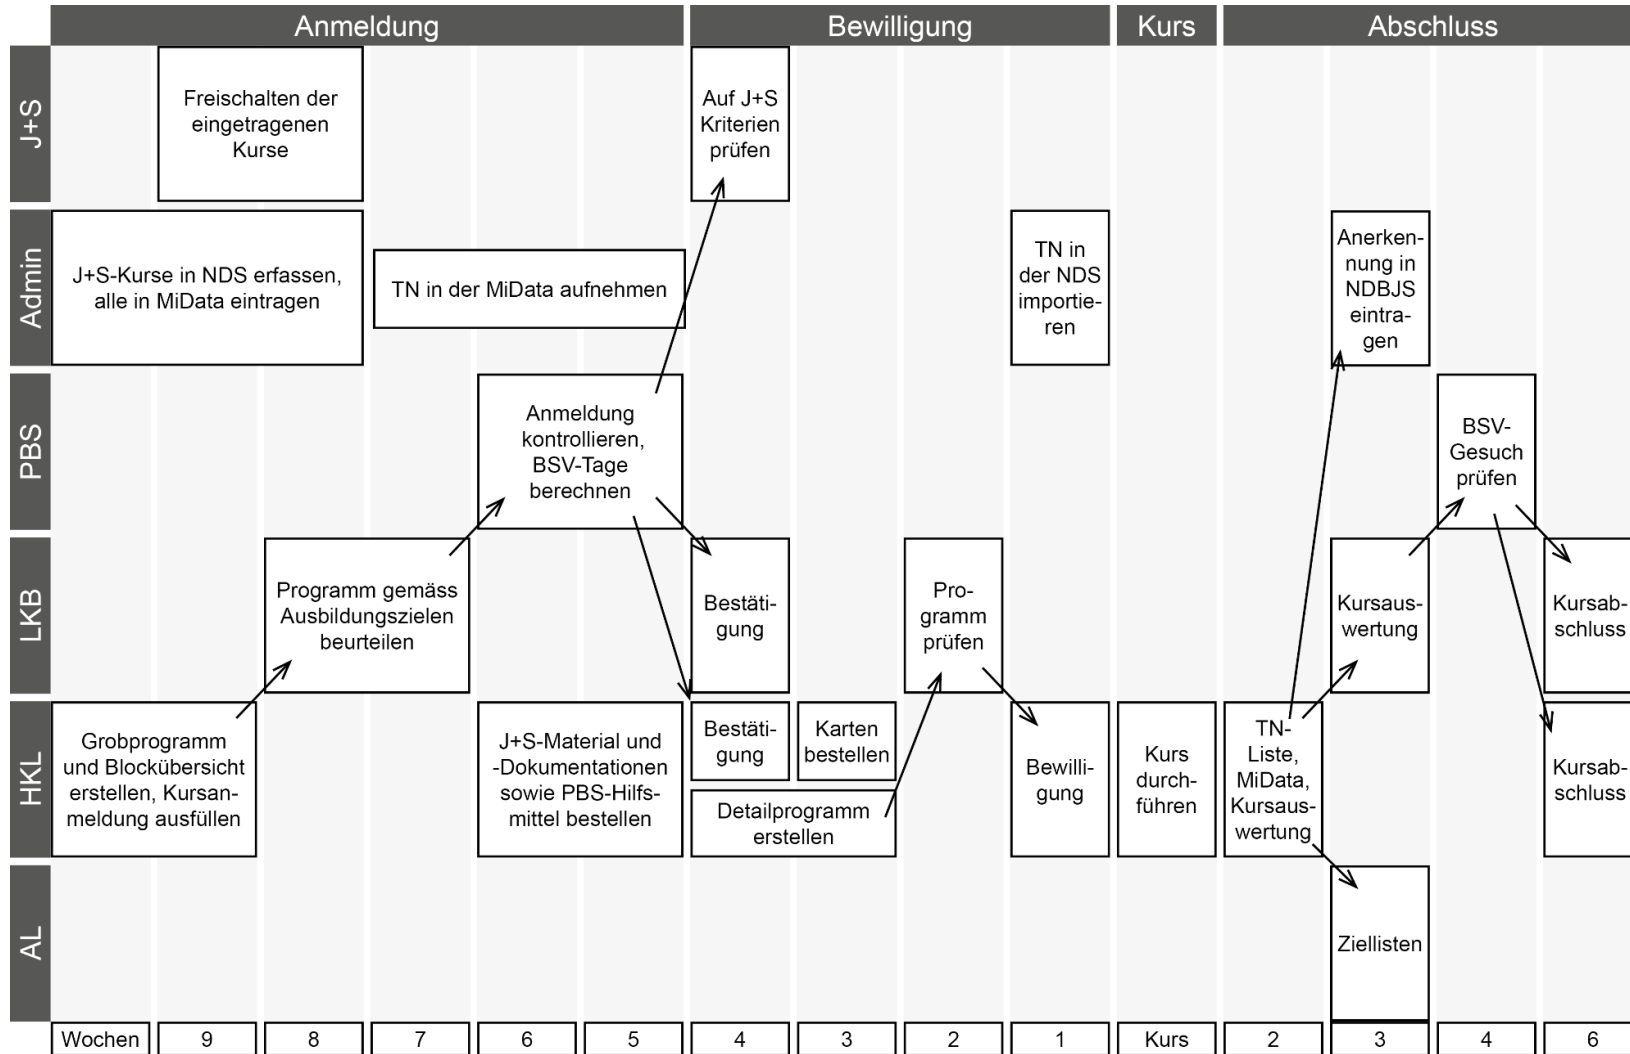 Anmeldung
Bewilligung
Kurs
Abschluss
J+S
Freischalten der
eingetragenen
Kurse
Auf J+S
Kriterien
prüfen
Admin
J+S-Kurse in NDS erfassen,
alle in MiData eintragen
TN in der MiData aufnehmen
TN in
der NDS
importie-
ren
Anerken-
nung in
NDBJS
eintra-
gen
PBS
Anmeldung
kontrollieren,
BSV-Tage
berechnen
BSV-
Gesuch
prüfen
LKB
Programm gemäss
Ausbildungszielen
beurteilen
Bestäti-
gung
Pro-
gramm
prüfen
Kursaus-
wertung
Kursab-
schluss
HKL
Grobprogramm
und Blockübersicht
erstellen, Kursan-
meldung ausfüllen
J+S-Material und
-Dokumentationen
sowie PBS-Hilfs-
mittel bestellen
Bestäti-
gung
Karten
bestellen
Detailprogramm
erstellen
Bewilli-
gung
Kurs
durch-
führen
TN-
Liste,
MiData,
Kursaus-
wertung
Kursab-
schluss
AL
Ziellisten
Wochen
9
8
7
6
5
4
3
2
1
Kurs
2
3
4
6